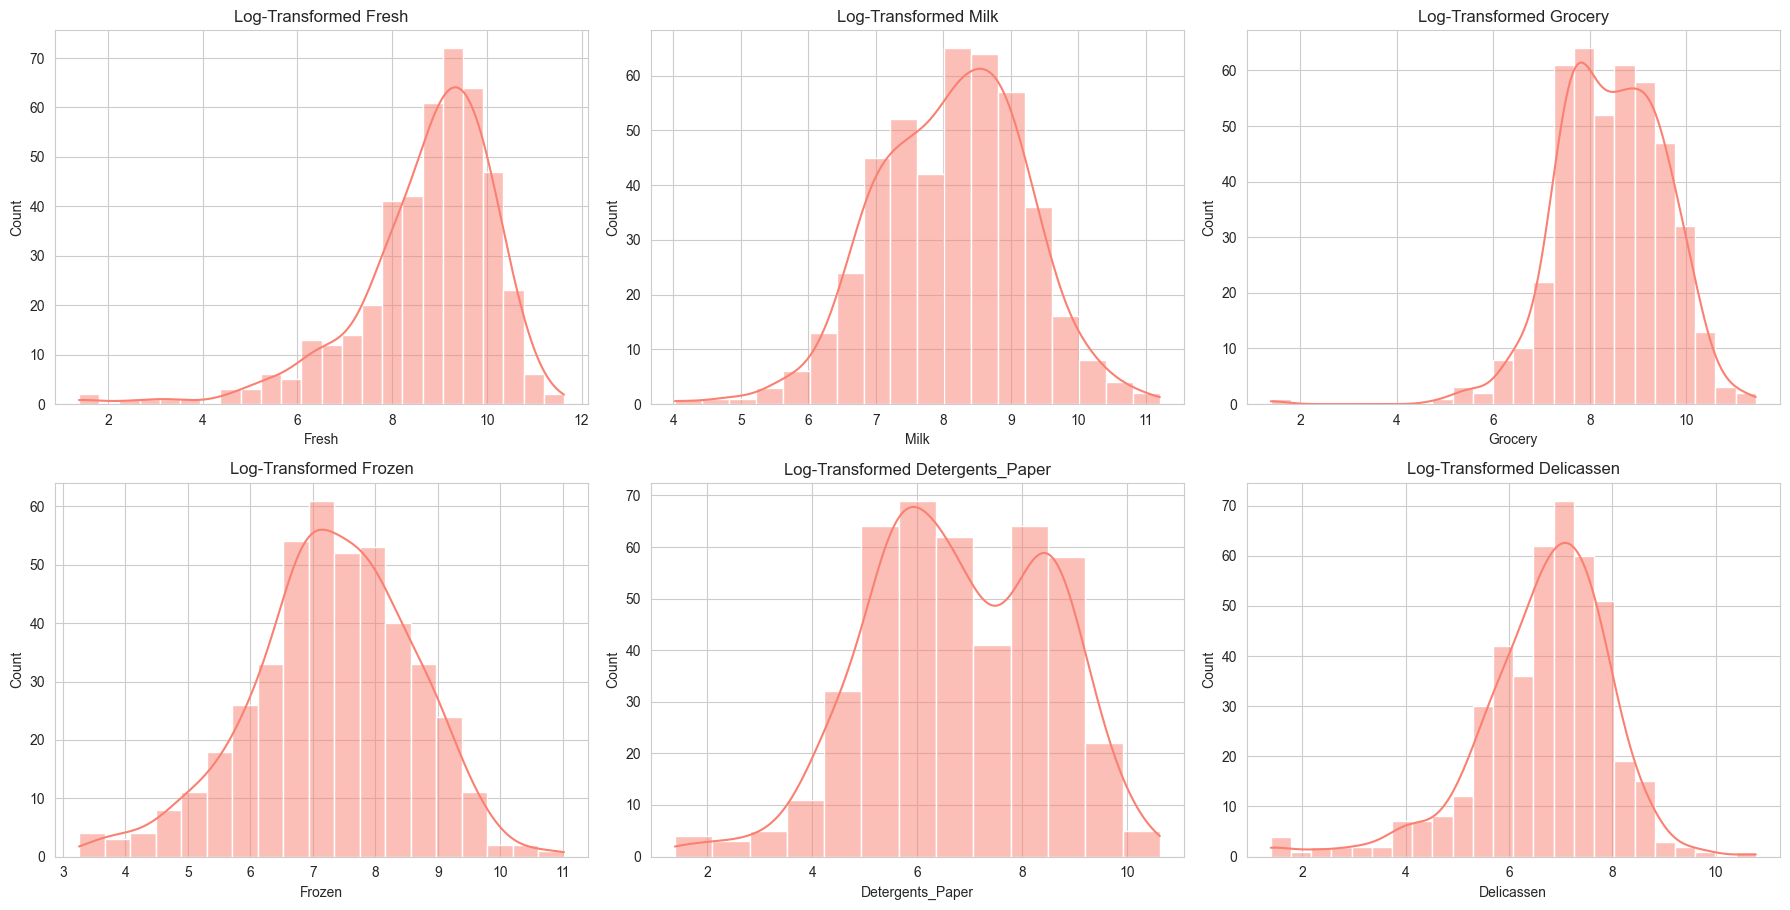 Log-Transformed Fresh
Count
70
60
50
40
30
20
10
0
2 4 6 8 10 12
Fresh
Log-Transformed Milk
Count
60
50
40
30
20
10
0
4 5 6 7 8 9 10 11
Milk
Log-Transformed Grocery
Count
60
50
40
30
20
10
0
2 4 6 8 10
Grocery
Log-Transformed Frozen
Count
60
50
40
30
20
10
0
3 4 5 6 7 8 9 10 11
Frozen
Log-Transformed Detergents_Paper
Count
70
60
50
40
30
20
10
0
2 4 6 8 10
Detergents_Paper
Log-Transformed Delicassen
Count
70
60
50
40
30
20
10
0
2 4 6 8 10
Delicassen